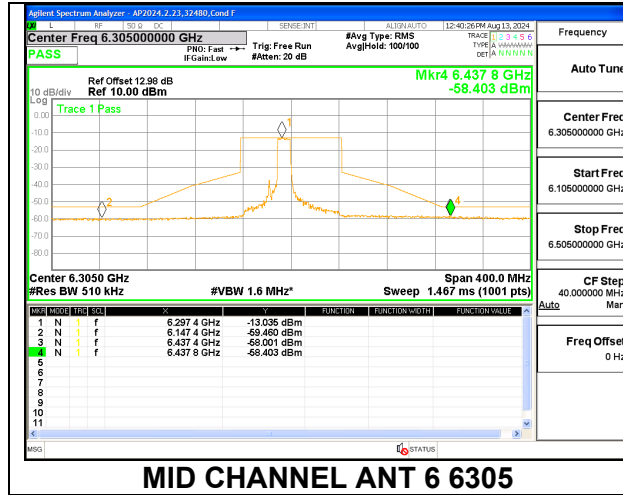 Agilent Spectrum Analyzer - AP2024.2.23,32480,Cond F
L RF 50 Ω DC SENSE:INT ALIGN AUTO 12:40:26 PM Aug 13, 2024
Center Freq 6.305000000 GHz
PASS
PNO: Fast
IFGain:Low
Trig: Free Run
#Atten: 20 dB
#Avg Type: RMS
Avg|Hold: 100/100
TRACE 1 2 3 4 5 6
TYPE A WWWWW
DET A N N N N N
Ref Offset 12.98 dB
Ref 10.00 dBm
10 dB/div
Log
Mkr4 6.437 8 GHz
-58.403 dBm
Trace 1 Pass
0.00
-10.0
-20.0
-30.0
-40.0
-50.0
-60.0
-70.0
-80.0
1
2
4
Center 6.3050 GHz Span 400.0 MHz
#Res BW 510 kHz #VBW 1.6 MHz* Sweep 1.467 ms (1001 pts)
MKR MODE TRC SCL X Y FUNCTION FUNCTION WIDTH FUNCTION VALUE
1 N 1 f 6.297 4 GHz -13.035 dBm
2 N 1 f 6.147 4 GHz -59.460 dBm
3 N 1 f 6.437 4 GHz -58.001 dBm
4 N 1 f 6.437 8 GHz -58.403 dBm
5
6
7
8
9
10
11
MSG STATUS
Frequency
Auto Tune
Center Freq
6.305000000 GHz
Start Freq
6.105000000 GHz
Stop Freq
6.505000000 GHz
CF Step
40.000000 MHz
Auto Man
Freq Offset
0 Hz
MID CHANNEL ANT 6 6305